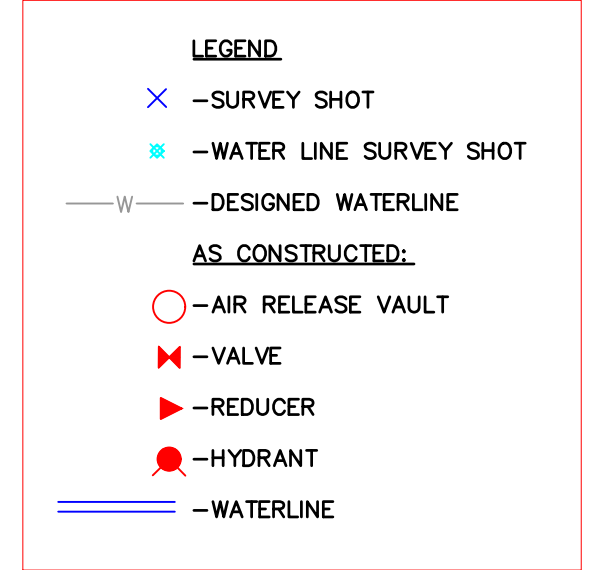 LEGEND
-SURVEY SHOT
-WATER LINE SURVEY SHOT
W -DESIGNED WATERLINE
AS CONSTRUCTED:
-AIR RELEASE VAULT
-VALVE
-REDUCER
-HYDRANT
-WATERLINE